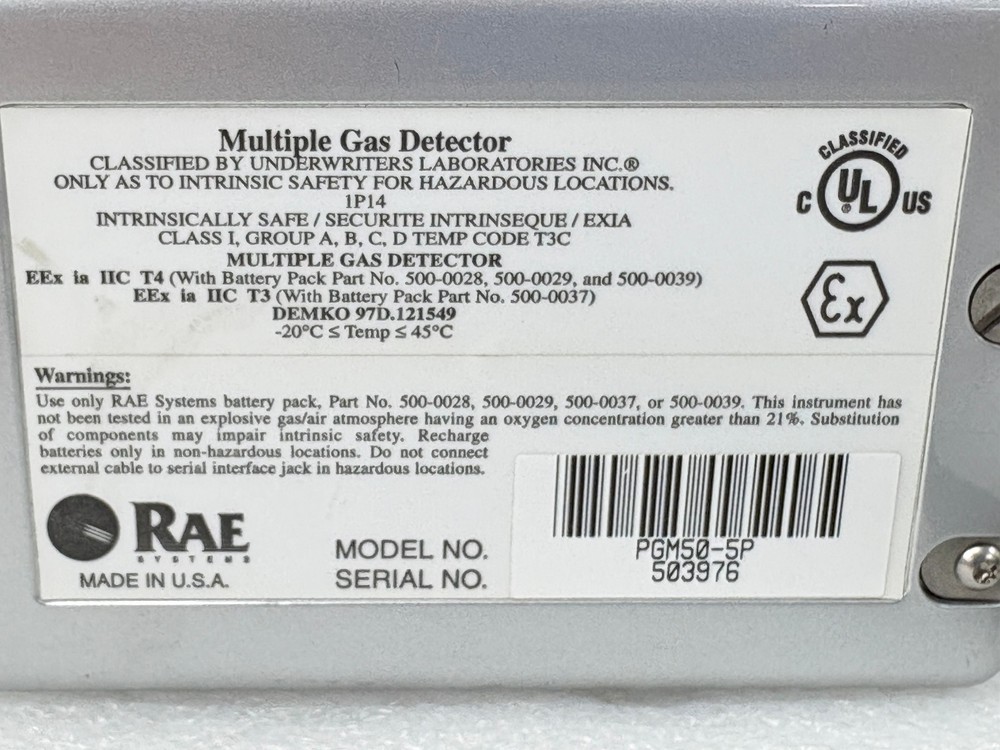 Multiple Gas Detector
CLASSIFIED BY UNDERWRITERS LABORATORIES INC.®
ONLY AS TO INTRINSIC SAFETY FOR HAZARDOUS LOCATIONS.
1P14
INTRINSICALLY SAFE / SECURITE INTRINSEQUE / EXIA
CLASS I, GROUP A, B, C, D TEMP CODE T3C
MULTIPLE GAS DETECTOR
EEx ia IIC T4 (With Battery Pack Part No. 500-0028, 500-0029, and 500-0039)
EEx ia IIC T3 (With Battery Pack Part No. 500-0037)
DEMKO 97D.121549
-20°C ≤ Temp ≤ 45°C
CLASSIFIED
C UL® US
Ex
Warnings:
Use only RAE Systems battery pack, Part No. 500-0028, 500-0029, 500-0037, or 500-0039. This instrument has
not been tested in an explosive gas/air atmosphere having an oxygen concentration greater than 21%. Substitution
of components may impair intrinsic safety. Recharge
batteries only in non-hazardous locations. Do not connect
external cable to serial interface jack in hazardous locations.
RAE
SYSTEMS
MADE IN U.S.A.
MODEL NO. PGM50-5P
SERIAL NO. 503976